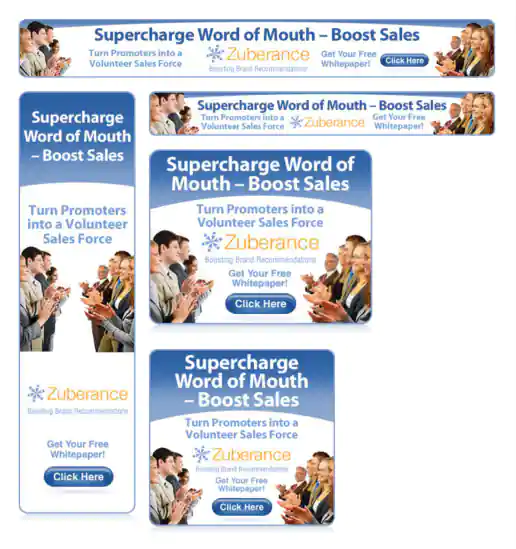 Supercharge Word of Mouth – Boost Sales
Turn Promoters into a
Volunteer Sales Force
Zuberance
Boosting Brand Recommendations
Get Your Free
Whitepaper!
Click Here
Supercharge
Word of Mouth
– Boost Sales
Turn Promoters
into a Volunteer
Sales Force
Zuberance
Boosting Brand Recommendations
Get Your Free
Whitepaper!
Click Here
Supercharge Word of Mouth – Boost Sales
Turn Promoters into a
Volunteer Sales Force
Zuberance
Get Your Free
Whitepaper!
Supercharge Word of
Mouth – Boost Sales
Turn Promoters into a
Volunteer Sales Force
Zuberance
Boosting Brand Recommendations
Get Your Free
Whitepaper!
Click Here
Supercharge
Word of Mouth
– Boost Sales
Turn Promoters into a
Volunteer Sales Force
Zuberance
Boosting Brand Recommendations
Get Your Free
Whitepaper!
Click Here